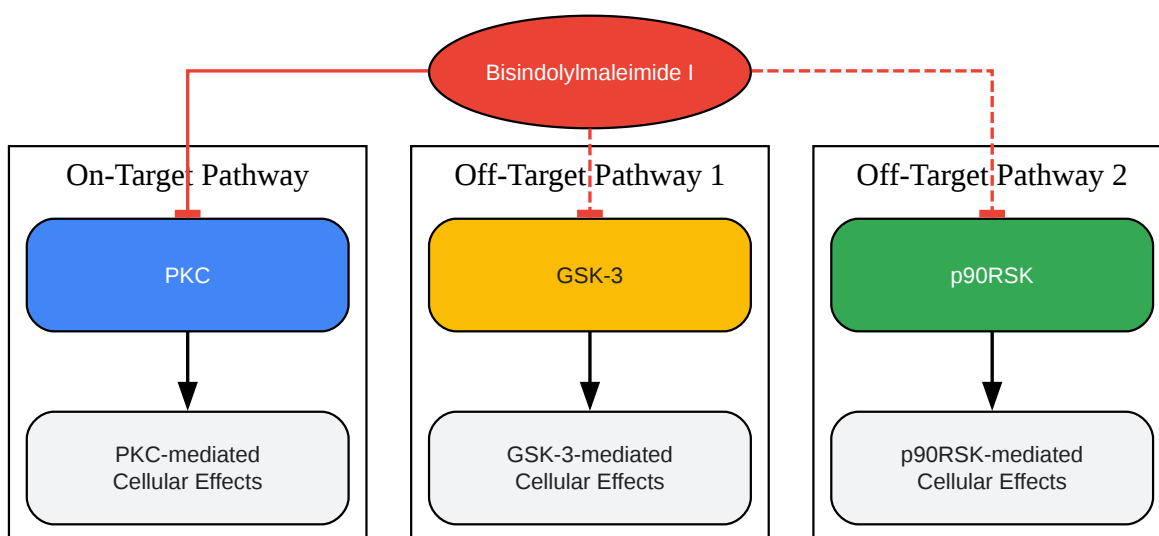 Bisindolylmaleimide I
On-Target Pathway
Off-Target Pathway 1
Off-Target Pathway 2
PKC
GSK-3
p90RSK
PKC-mediated
Cellular Effects
GSK-3-mediated
Cellular Effects
p90RSK-mediated
Cellular Effects